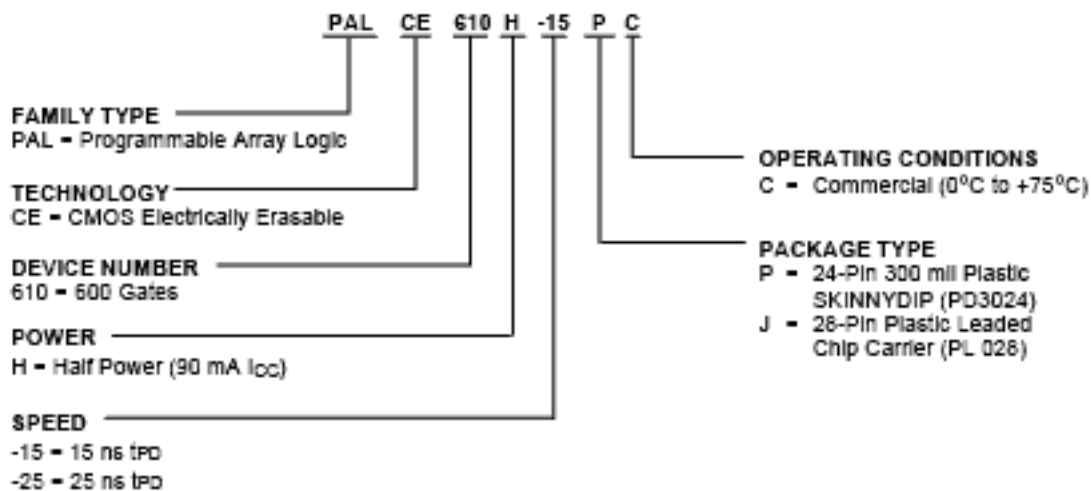 PAL CE 610 H -15 P C
FAMILY TYPE
PAL = Programmable Array Logic
TECHNOLOGY
CE = CMOS Electrically Erasable
DEVICE NUMBER
610 = 600 Gates
POWER
H = Half Power (90 mA ICC)
SPEED
-15 = 15 ns tPD
-25 = 25 ns tPD
OPERATING CONDITIONS
C = Commercial (0°C to +75°C)
PACKAGE TYPE
P = 24-Pin 300 mil Plastic
SKINNYDIP (PD3024)
J = 28-Pin Plastic Leaded
Chip Carrier (PL 028)